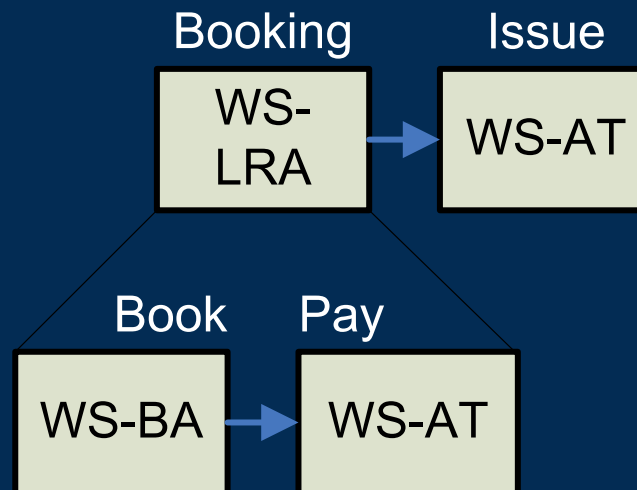 Booking
Issue
WS-
LRA
WS-AT
Book
Pay
WS-BA
WS-AT